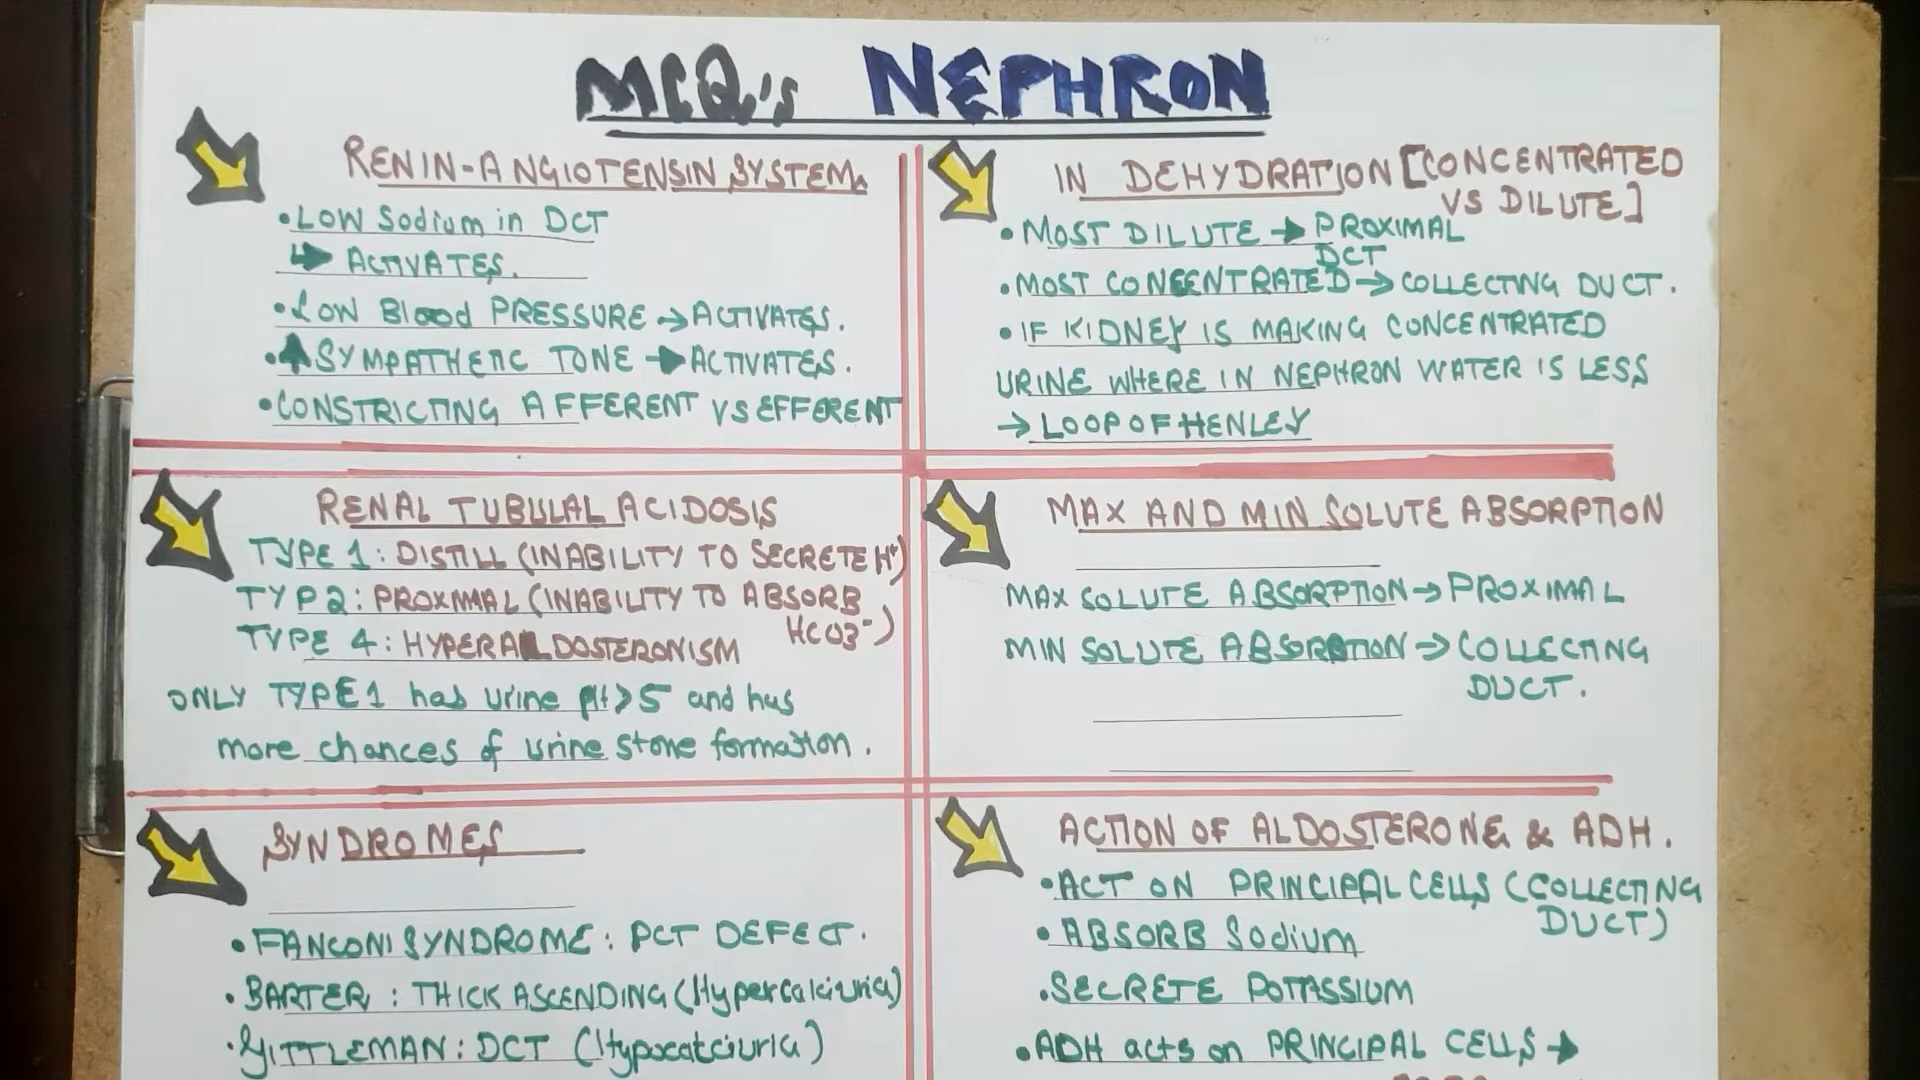 MCQ's NEPHRON
RENIN-ANGIOTENSIN SYSTEM
• LOW Sodium in DCT
↳ ACTIVATES.
• LOW Blood PRESSURE → ACTIVATES.
• ↑ SYMPATHETIC TONE → ACTIVATES.
• CONSTRICTING AFFERENT VS EFFERENT
IN DEHYDRATION [CONCENTRATED
VS DILUTE]
• MOST DILUTE → PROXIMAL
DCT
• MOST CONCENTRATED → COLLECTING DUCT.
• IF KIDNEY IS MAKING CONCENTRATED
URINE WHERE IN NEPHRON WATER IS LESS
→ LOOP OF HENLEY
RENAL TUBULAL ACIDOSIS
TYPE 1: DISTILL (INABILITY TO SECRETE H⁺)
TYP 2: PROXIMAL (INABILITY TO ABSORB
HCO3⁻)
TYPE 4: HYPERALDOSTERONISM
ONLY TYPE 1 has urine pH > 5 and has
more chances of urine stone formation.
MAX AND MIN SOLUTE ABSORPTION
MAX SOLUTE ABSORPTION → PROXIMAL
MIN SOLUTE ABSORBTION → COLLECTING
DUCT.
SYNDROMES
• FANCONI SYNDROME: PCT DEFECT.
• BARTER: THICK ASCENDING (Hypercalciuria)
• GITTLEMAN: DCT (Hypocalciuria)
ACTION OF ALDOSTERONE & ADH.
• ACT ON PRINCIPAL CELLS (COLLECTING
DUCT)
• ABSORB Sodium
• SECRETE POTASSIUM
• ADH acts on PRINCIPAL CELLS →